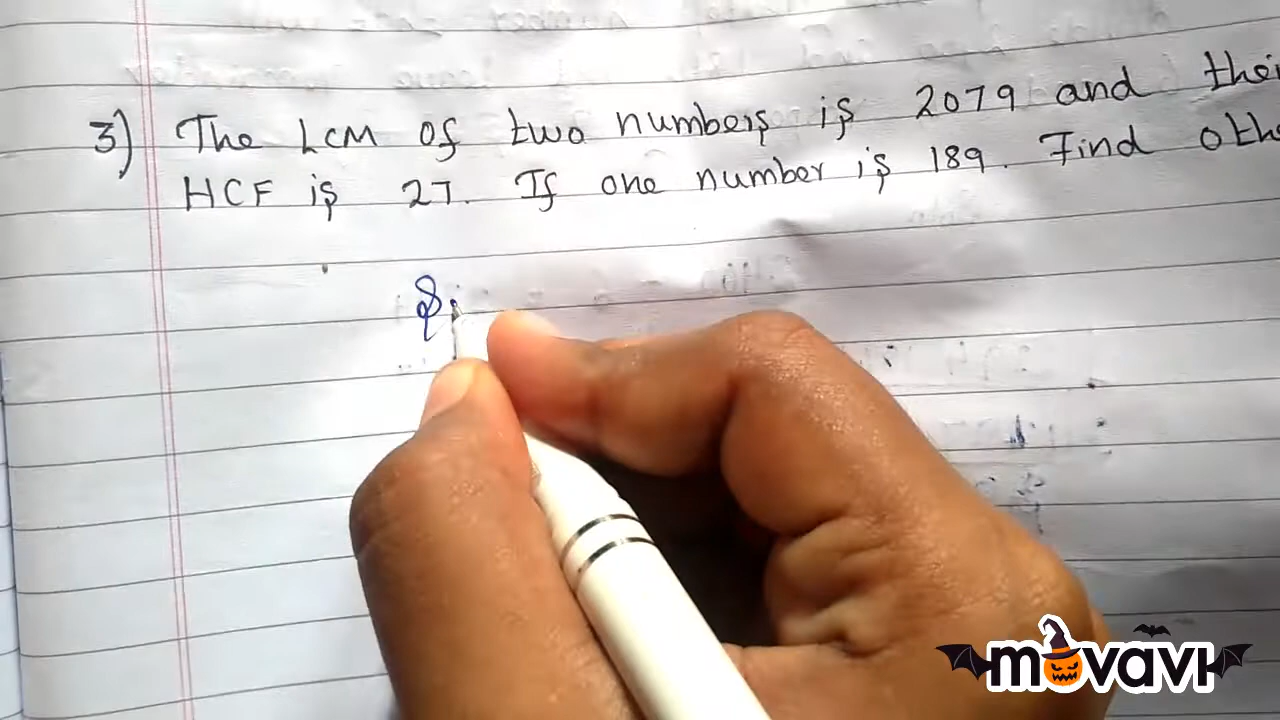 3) The LCM of two numbers is 2079 and thei
HCF is 27. If one number is 189. Find oth
movavi